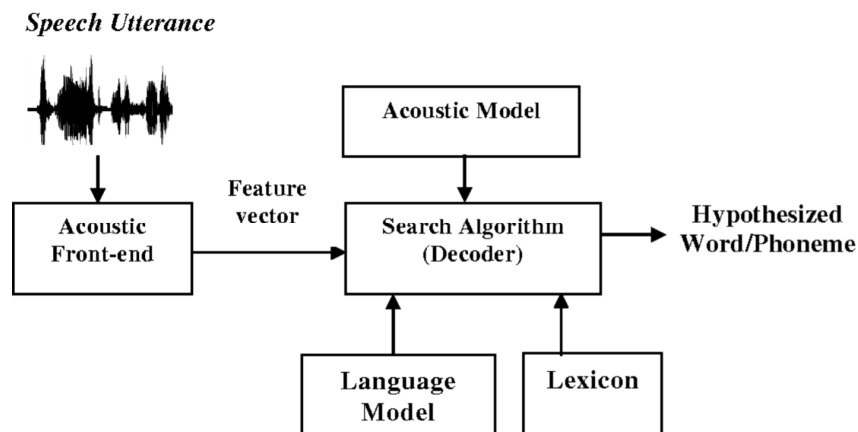 Speech Utterance
Acoustic Model
Feature
vector
Acoustic
Front-end
Search Algorithm
(Decoder)
Hypothesized
Word/Phoneme
Language
Model
Lexicon